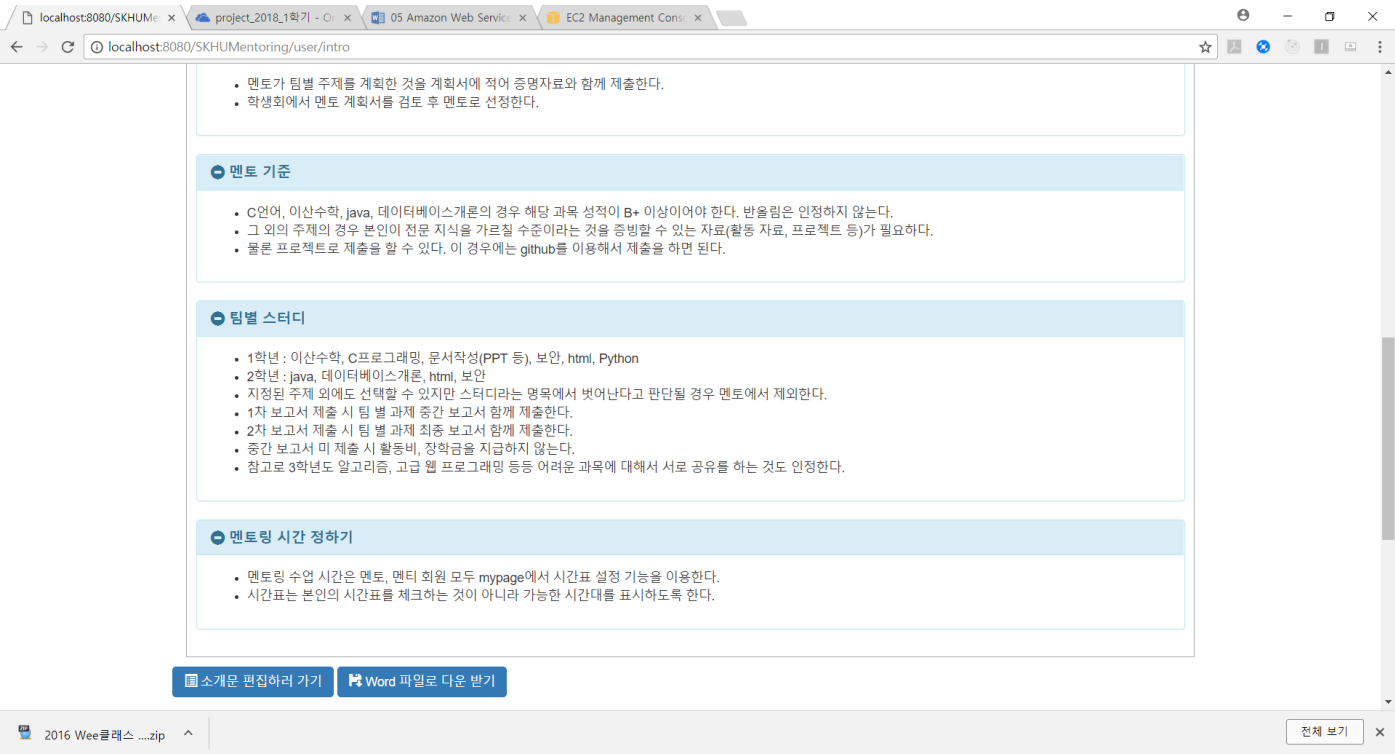 localhost:8080/SKHUMe
project_2018_1학기 - Or
05 Amazon Web Service
EC2 Management Conso
localhost:8080/SKHUMentoring/user/intro
멘토가 팀별 주제를 계획한 것을 계획서에 적어 증명자료와 함께 제출한다.
학생회에서 멘토 계획서를 검토 후 멘토로 선정한다.
멘토 기준
C언어, 이산수학, java, 데이터베이스개론의 경우 해당 과목 성적이 B+ 이상이어야 한다. 반올림은 인정하지 않는다.
그 외의 주제의 경우 본인이 전문 지식을 가르칠 수준이라는 것을 증빙할 수 있는 자료(활동 자료, 프로젝트 등)가 필요하다.
물론 프로젝트로 제출을 할 수 있다. 이 경우에는 github를 이용해서 제출을 하면 된다.
팀별 스터디
1학년 : 이산수학, C프로그래밍, 문서작성(PPT 등), 보안, html, Python
2학년 : java, 데이터베이스개론, html, 보안
지정된 주제 외에도 선택할 수 있지만 스터디라는 명목에서 벗어난다고 판단될 경우 멘토에서 제외한다.
1차 보고서 제출 시 팀 별 과제 중간 보고서 함께 제출한다.
2차 보고서 제출 시 팀 별 과제 최종 보고서 함께 제출한다.
중간 보고서 미 제출 시 활동비, 장학금을 지급하지 않는다.
참고로 3학년도 알고리즘, 고급 웹 프로그래밍 등등 어려운 과목에 대해서 서로 공유를 하는 것도 인정한다.
멘토링 시간 정하기
멘토링 수업 시간은 멘토, 멘티 회원 모두 mypage에서 시간표 설정 기능을 이용한다.
시간표는 본인의 시간표를 체크하는 것이 아니라 가능한 시간대를 표시하도록 한다.
소개문 편집하러 가기
Word 파일로 다운 받기
2016 Wee클래스 ....zip
전체 보기